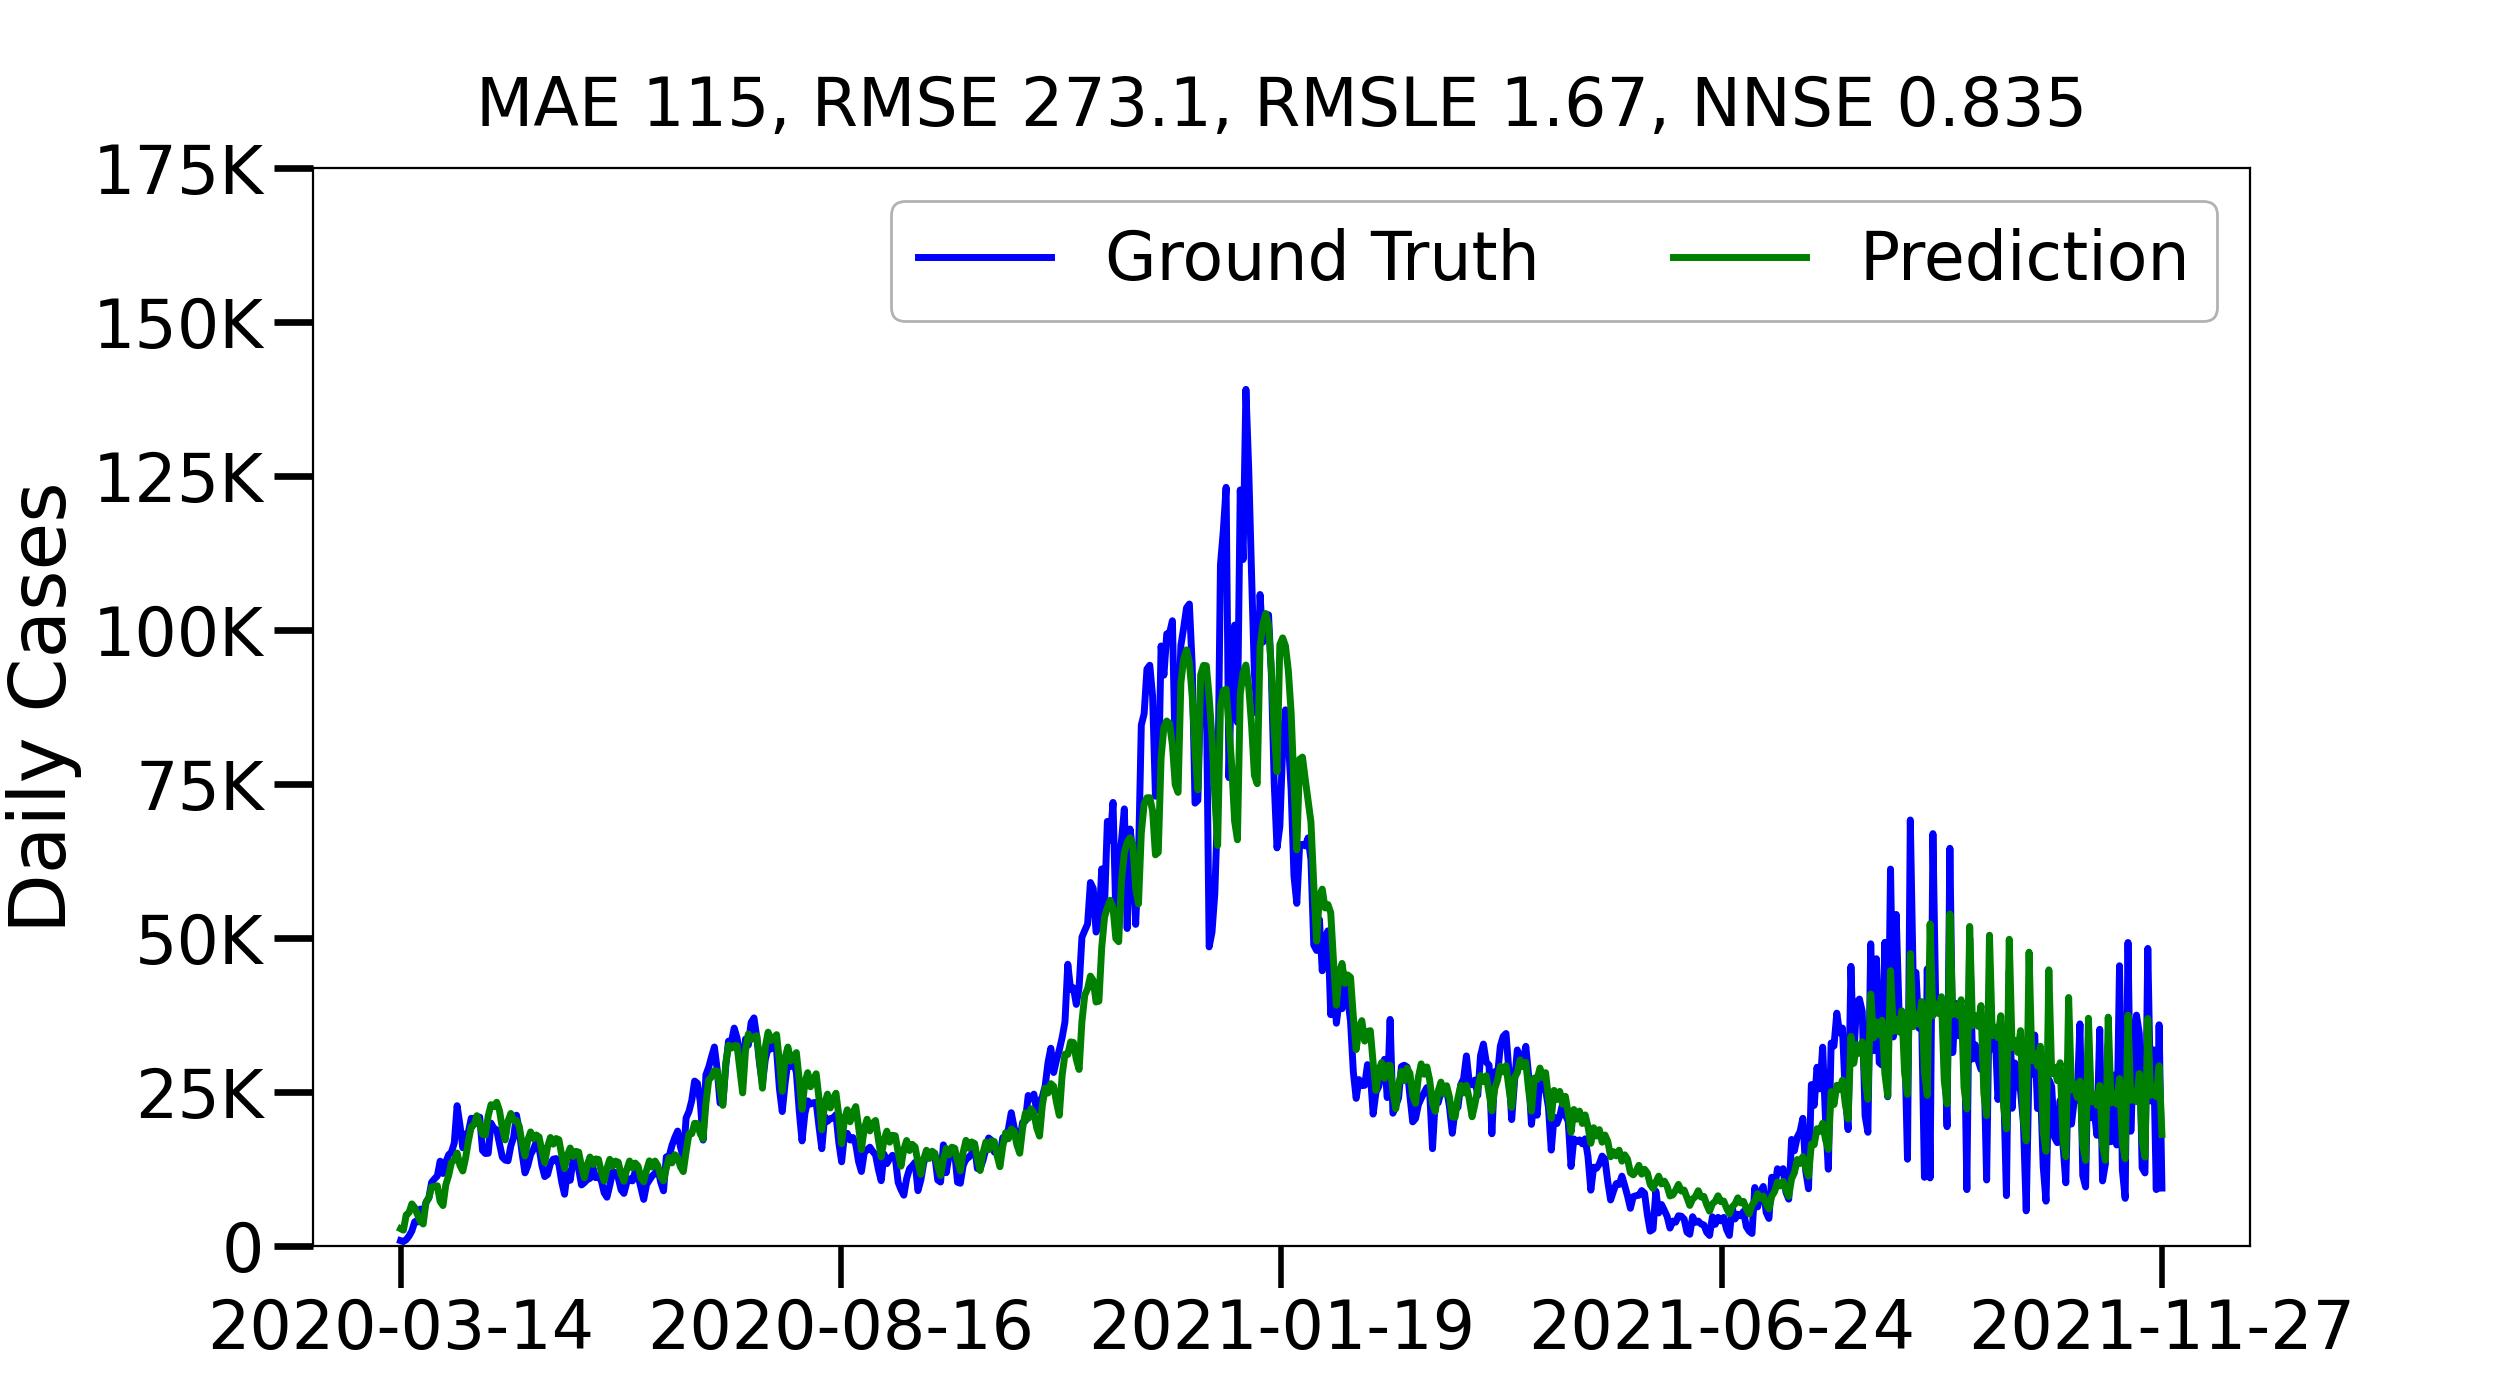 MAE 115, RMSE 273.1, RMSLE 1.67, NNSE 0.835
175K
150K
125K
100K
75K
50K
25K
0
Daily Cases
Ground Truth Prediction
2020-03-14 2020-08-16 2021-01-19 2021-06-24 2021-11-27